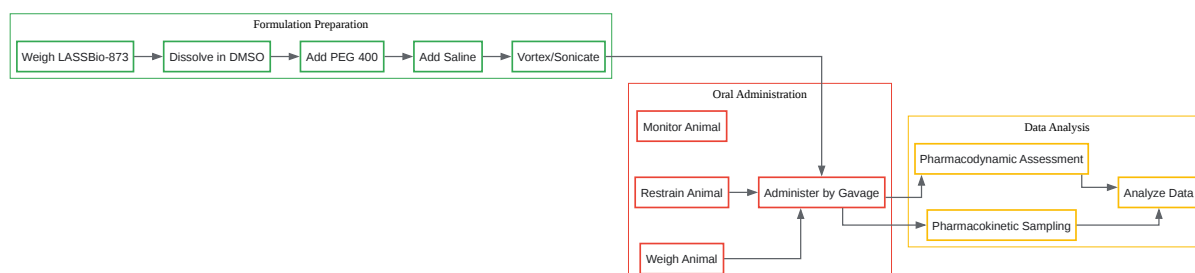 Formulation Preparation
Weigh LASSBio-873
Dissolve in DMSO
Add PEG 400
Add Saline
Vortex/Sonicate
Oral Administration
Monitor Animal
Restrain Animal
Administer by Gavage
Weigh Animal
Data Analysis
Pharmacodynamic Assessment
Analyze Data
Pharmacokinetic Sampling